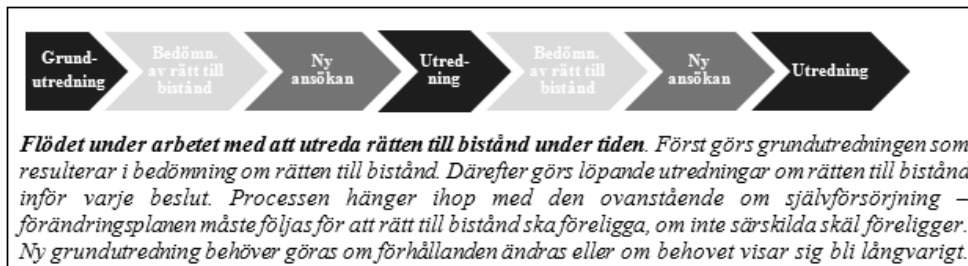 Grund-
utredning
Bedömn.
av rätt till
bistånd
Ny
ansökan
Utred-
ning
Bedömn.
av rätt till
bistånd
Ny
ansökan
Utredning
Flödet under arbetet med att utreda rätten till bistånd under tiden. Först görs grundutredningen som
resulterar i bedömning om rätten till bistånd. Därefter görs löpande utredningar om rätten till bistånd
inför varje beslut. Processen hänger ihop med den ovanstående om självförsörjning –
förändringsplanen måste följas för att rätt till bistånd ska föreligga, om inte särskilda skäl föreligger.
Ny grundutredning behöver göras om förhållanden ändras eller om behovet visar sig bli långvarigt.